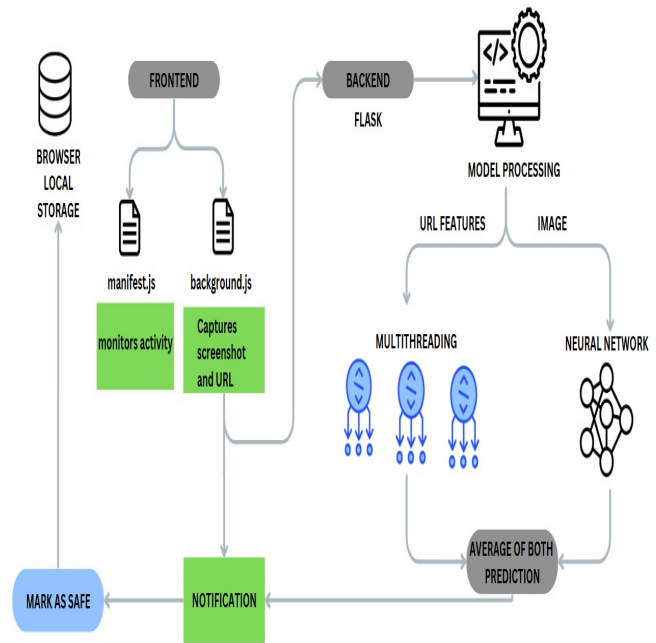 FRONTEND
BACKEND
FLASK
BROWSER
LOCAL
STORAGE
MODEL PROCESSING
URL FEATURES
IMAGE
manifest.js
background.js
monitors activity
Captures
screenshot
and URL
MULTITHREADING
NEURAL NETWORK
AVERAGE OF BOTH
PREDICTION
MARK AS SAFE
NOTIFICATION